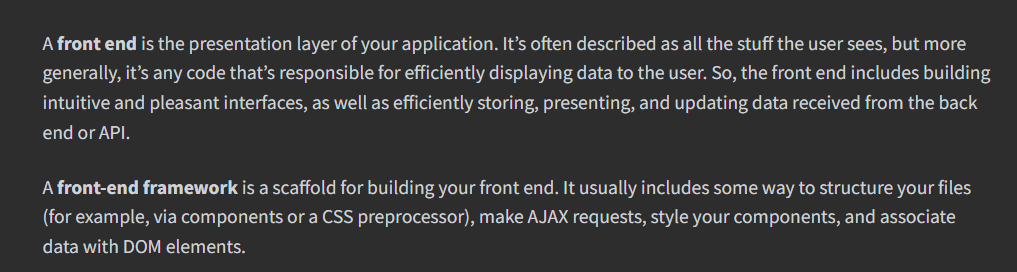 A front end is the presentation layer of your application. It’s often described as all the stuff the user sees, but more
generally, it’s any code that’s responsible for efficiently displaying data to the user. So, the front end includes building
intuitive and pleasant interfaces, as well as efficiently storing, presenting, and updating data received from the back
end or API.
A front-end framework is a scaffold for building your front end. It usually includes some way to structure your files
(for example, via components or a CSS preprocessor), make AJAX requests, style your components, and associate
data with DOM elements.